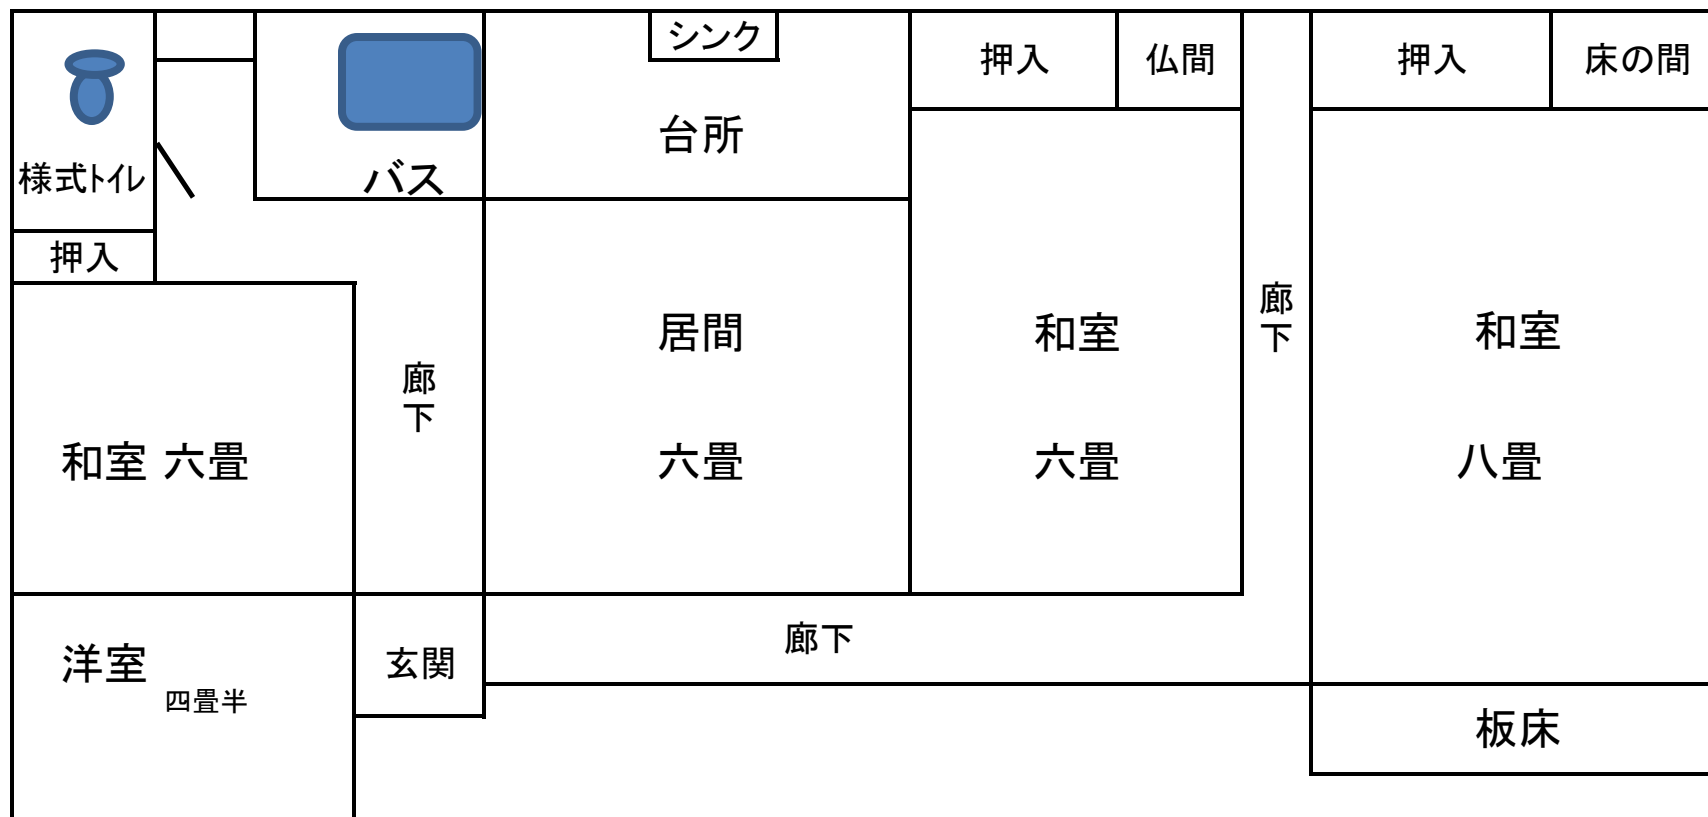 シンク
押入
仏間
押入
床の間
台所
様式トイレ
バス
押入
廊下
居間
和室
廊下
和室
和室 六畳
六畳
六畳
八畳
洋室
四畳半
玄関
廊下
板床